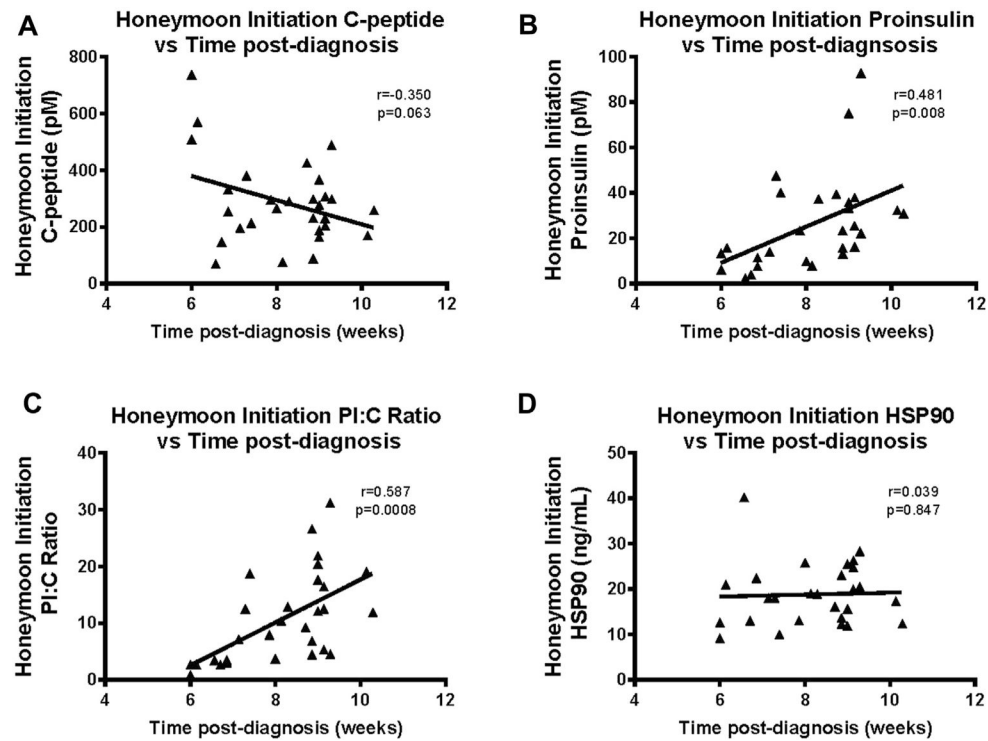 A
Honeymoon Initiation C-peptide
vs Time post-diagnosis
Honeymoon Initiation
C-peptide (pM)
800
600
400
200
0
r=-0.350
p=0.063
4 6 8 10 12
Time post-diagnosis (weeks)
B
Honeymoon Initiation Proinsulin
vs Time post-diagnsosis
Honeymoon Initiation
Proinsulin (pM)
100
80
60
40
20
0
r=0.481
p=0.008
4 6 8 10 12
Time post-diagnosis (weeks)
C
Honeymoon Initiation PI:C Ratio
vs Time post-diagnosis
Honeymoon Initiation
PI:C Ratio
40
30
20
10
0
r=0.587
p=0.0008
4 6 8 10 12
Time post-diagnosis (weeks)
D
Honeymoon Initiation HSP90
vs Time post-diagnosis
Honeymoon Initiation
HSP90 (ng/mL)
50
40
30
20
10
0
r=0.039
p=0.847
4 6 8 10 12
Time post-diagnosis (weeks)